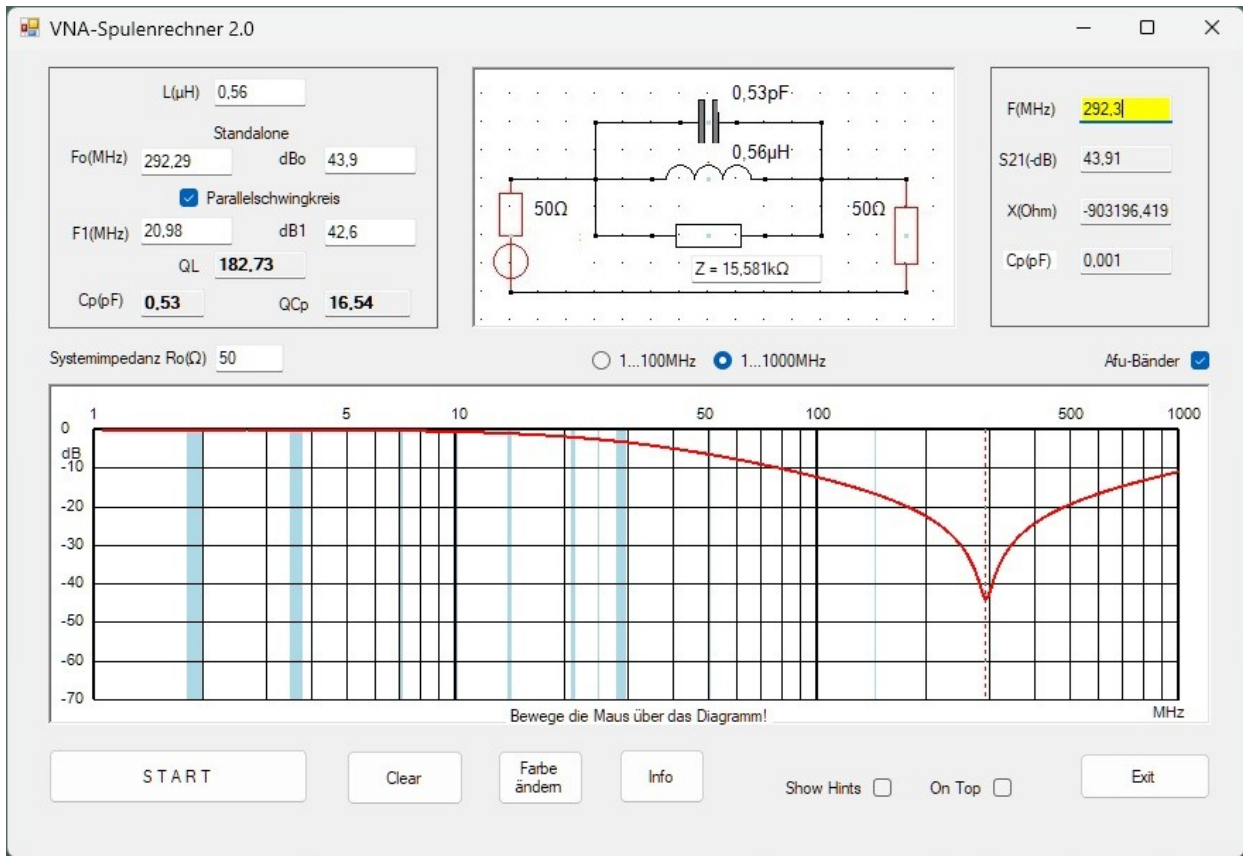 VNA-Spulenrechner 2.0
L(µH) 0,56
Standalone
Fo(MHz) 292,29 dBo 43,9
Parallelschwingkreis
F1(MHz) 20,98 dB1 42,6
QL 182,73
Cp(pF) 0,53 QCp 16,54
0,53pF
0,56µH
50Ω 50Ω
Z = 15,581kΩ
F(MHz) 292,3
S21(-dB) 43,91
X(Ohm) -903196,419
Cp(pF) 0,001
Systemimpedanz Ro(Ω) 50
1...100MHz 1...1000MHz
Afu-Bänder
1 5 10 50 100 500 1000
0
dB
-10
-20
-30
-40
-50
-60
-70
Bewege die Maus über das Diagramm!
MHz
START
Clear
Farbe
ändern
Info
Show Hints
On Top
Exit